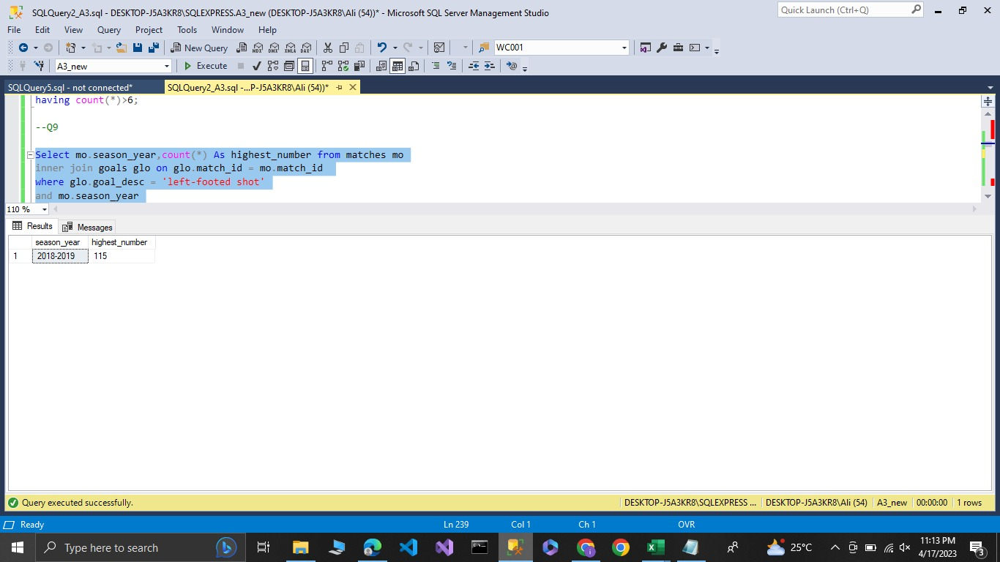 SQLQuery2_A3.sql - DESKTOP-J5A3KR8\SQLEXPRESS.A3_new (DESKTOP-J5A3KR8\Ali (54))* - Microsoft SQL Server Management Studio
Quick Launch (Ctrl+Q)
File Edit View Query Project Tools Window Help
New Query
MDX DMX XMLA DAX
WC001
A3_new
Execute
SQLQuery5.sql - not connected*
SQLQuery2_A3.sql -...P-J5A3KR8\Ali (54))*
having count(*)>6;
--Q9
Select mo.season_year,count(*) As highest_number from matches mo
inner join goals glo on glo.match_id = mo.match_id
where glo.goal_desc = 'left-footed shot'
and mo.season_year
110 %
Results Messages
season_year highest_number
1 2018-2019 115
Query executed successfully.
DESKTOP-J5A3KR8\SQLEXPRESS ... DESKTOP-J5A3KR8\Ali (54) A3_new 00:00:00 1 rows
Ready Ln 239 Col 1 Ch 1 OVR
Type here to search
25°C
11:13 PM
4/17/2023
3